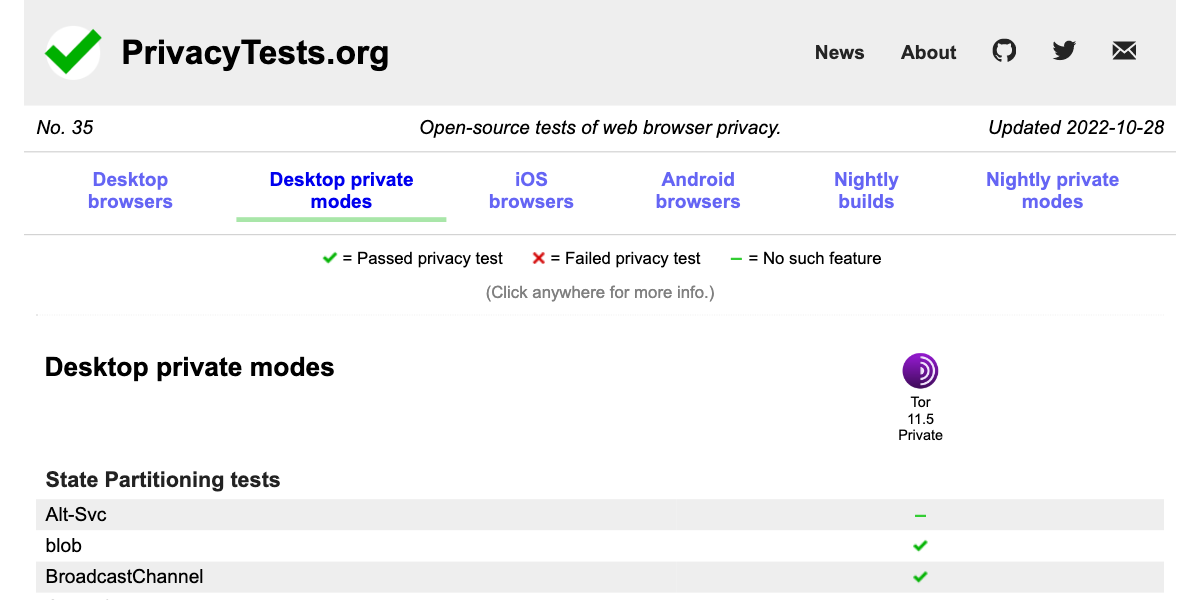 PrivacyTests.org
News About
No. 35 Open-source tests of web browser privacy. Updated 2022-10-28
Desktop browsers Desktop private modes iOS browsers Android browsers Nightly builds Nightly private modes
= Passed privacy test = Failed privacy test = No such feature
(Click anywhere for more info.)
Desktop private modes
Tor
11.5
Private
State Partitioning tests
Alt-Svc
blob
BroadcastChannel